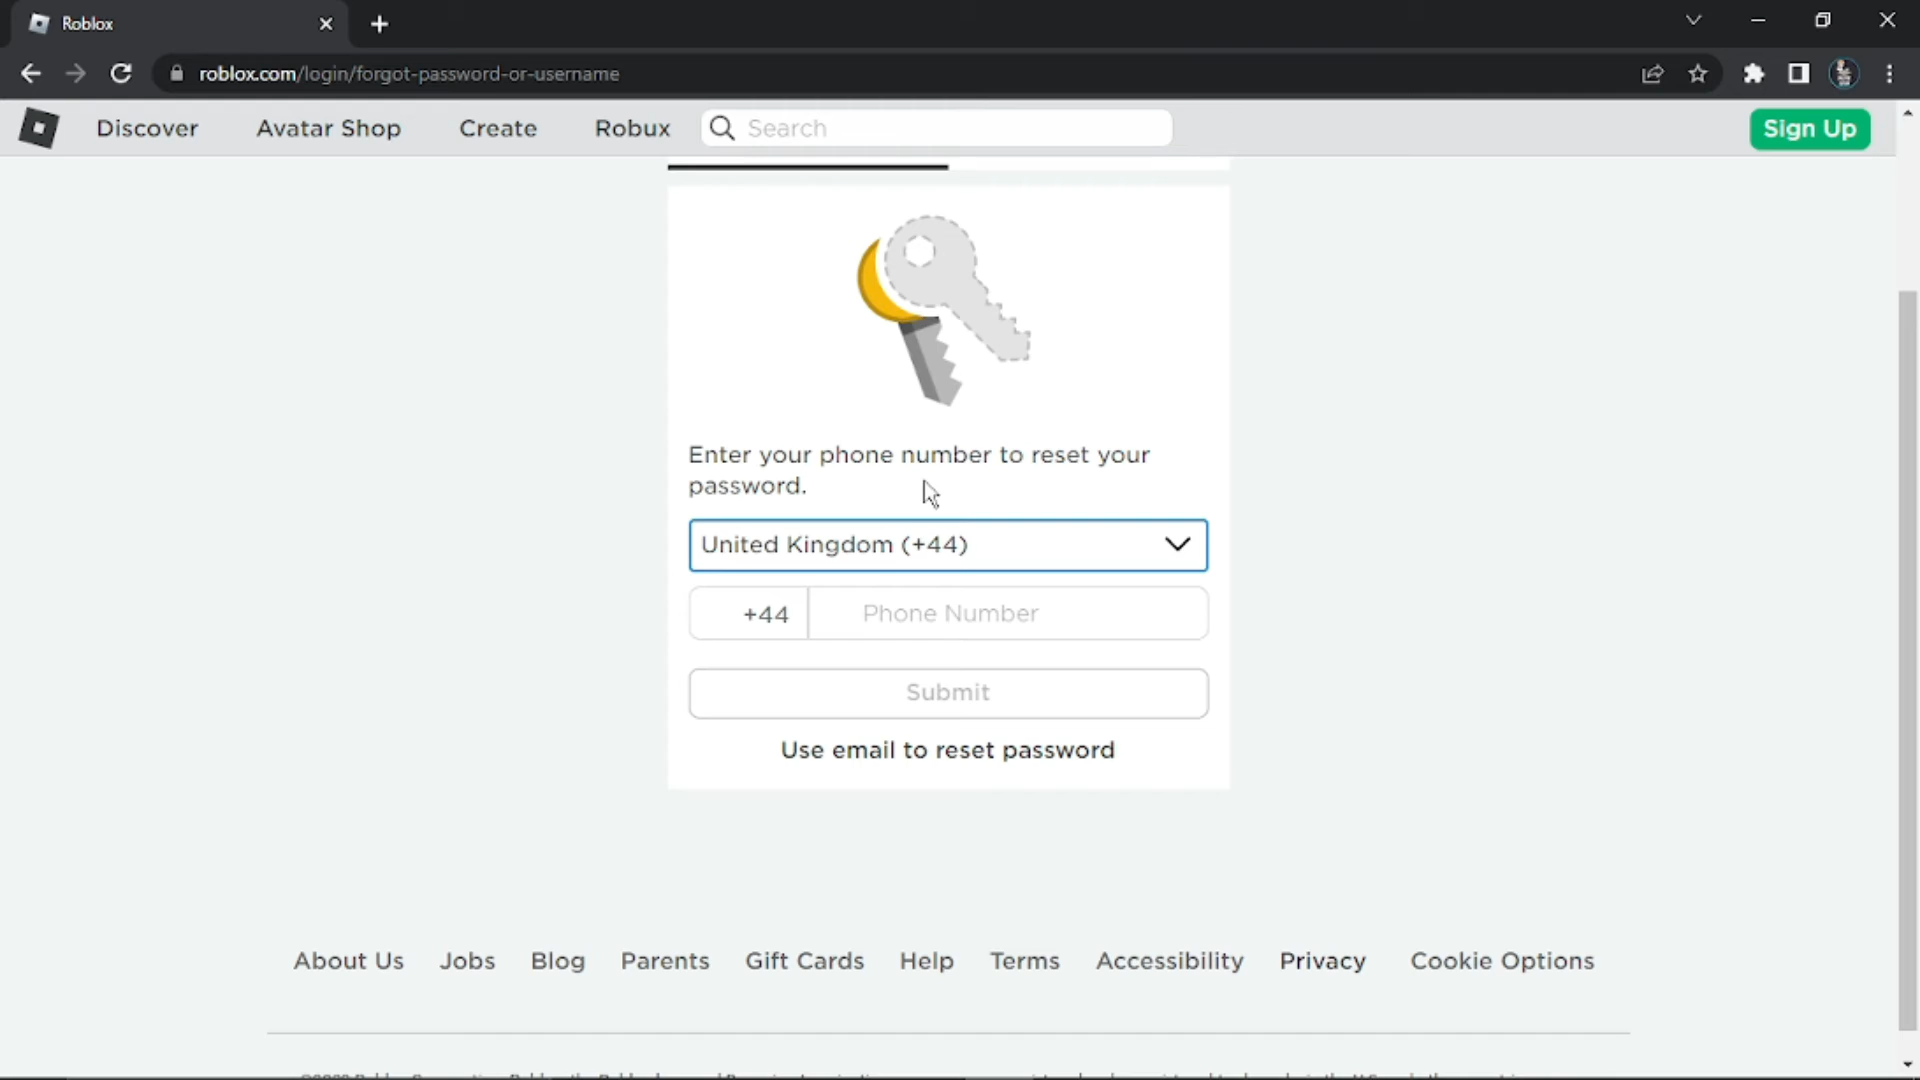 Roblox
roblox.com/login/forgot-password-or-username
Discover Avatar Shop Create Robux Search Sign Up
Enter your phone number to reset your
password.
United Kingdom (+44)
+44 Phone Number
Submit
Use email to reset password
About Us Jobs Blog Parents Gift Cards Help Terms Accessibility Privacy Cookie Options